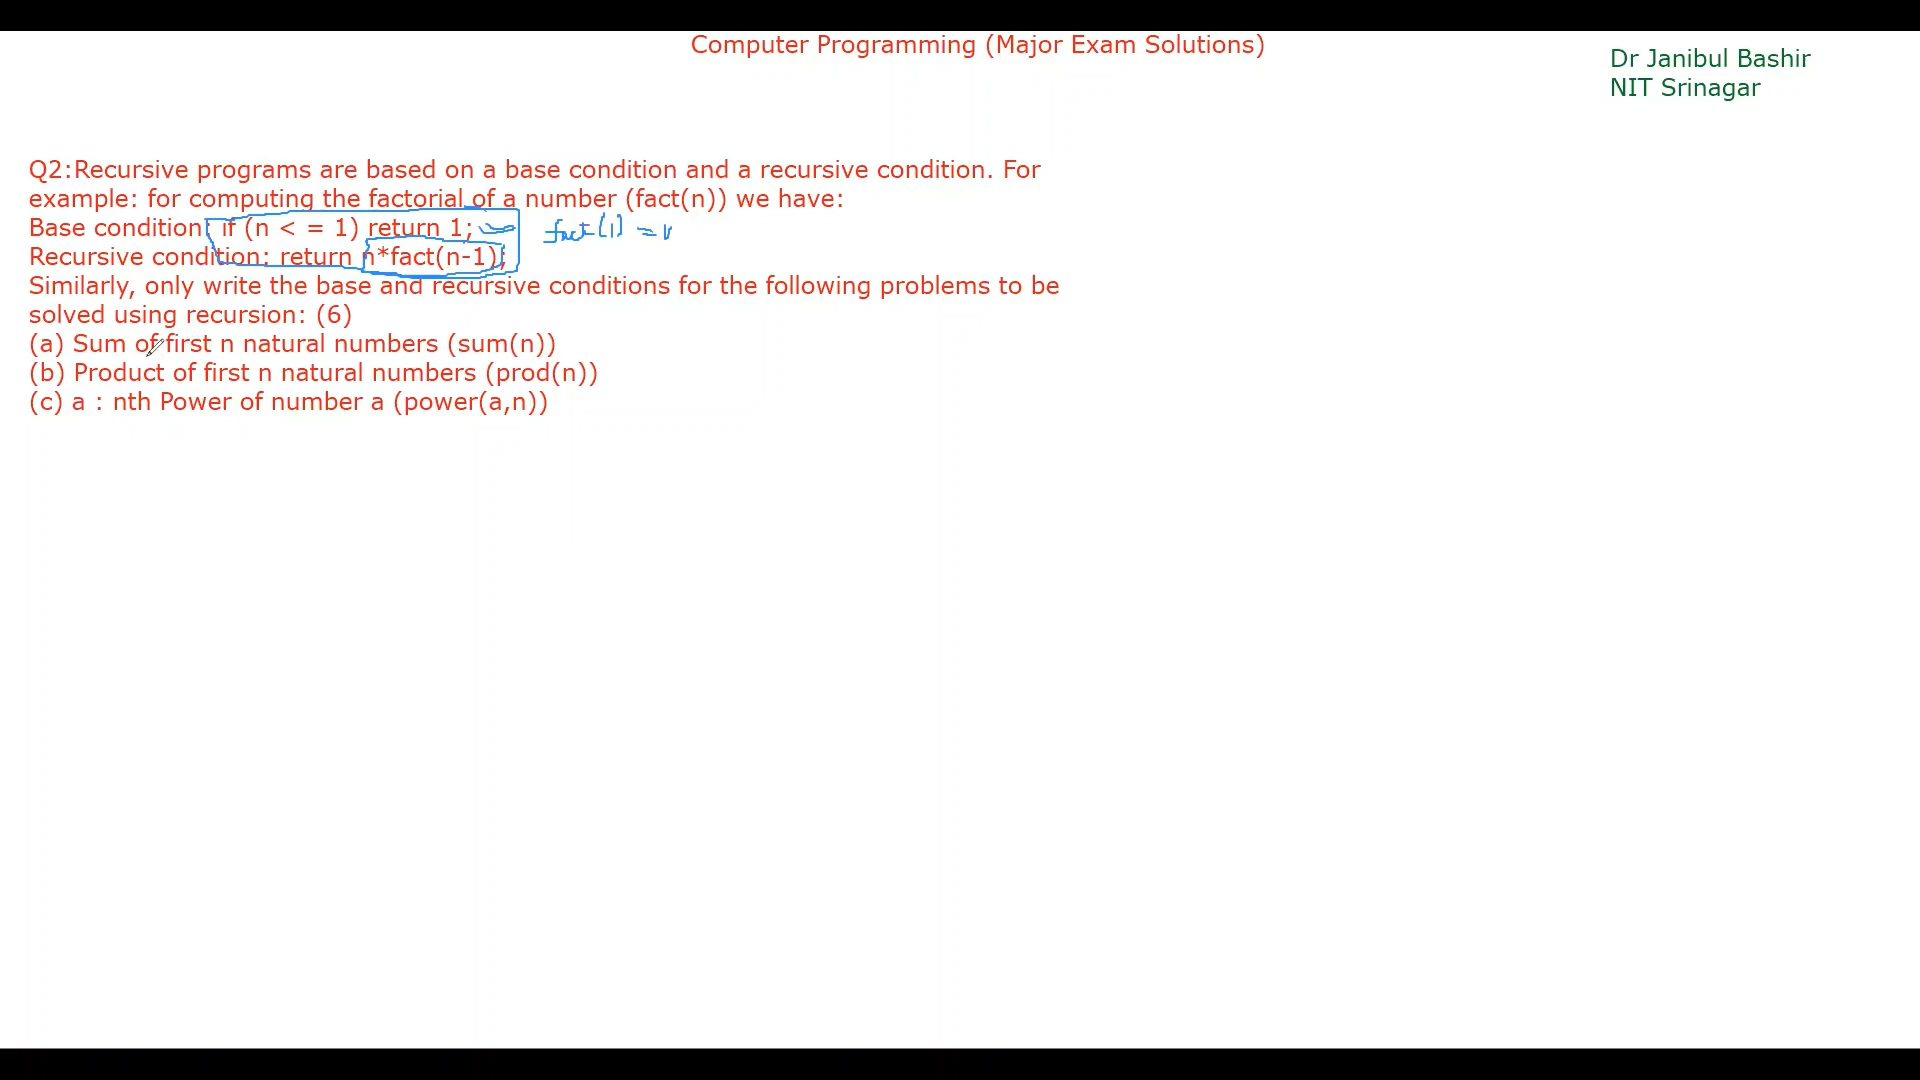 Computer Programming (Major Exam Solutions)
Dr Janibul Bashir
NIT Srinagar
Q2:Recursive programs are based on a base condition and a recursive condition. For
example: for computing the factorial of a number (fact(n)) we have:
Base condition: if (n < = 1) return 1; fact(1) =
Recursive condition: return n*fact(n-1);
Similarly, only write the base and recursive conditions for the following problems to be
solved using recursion: (6)
(a) Sum of first n natural numbers (sum(n))
(b) Product of first n natural numbers (prod(n))
(c) a : nth Power of number a (power(a,n))